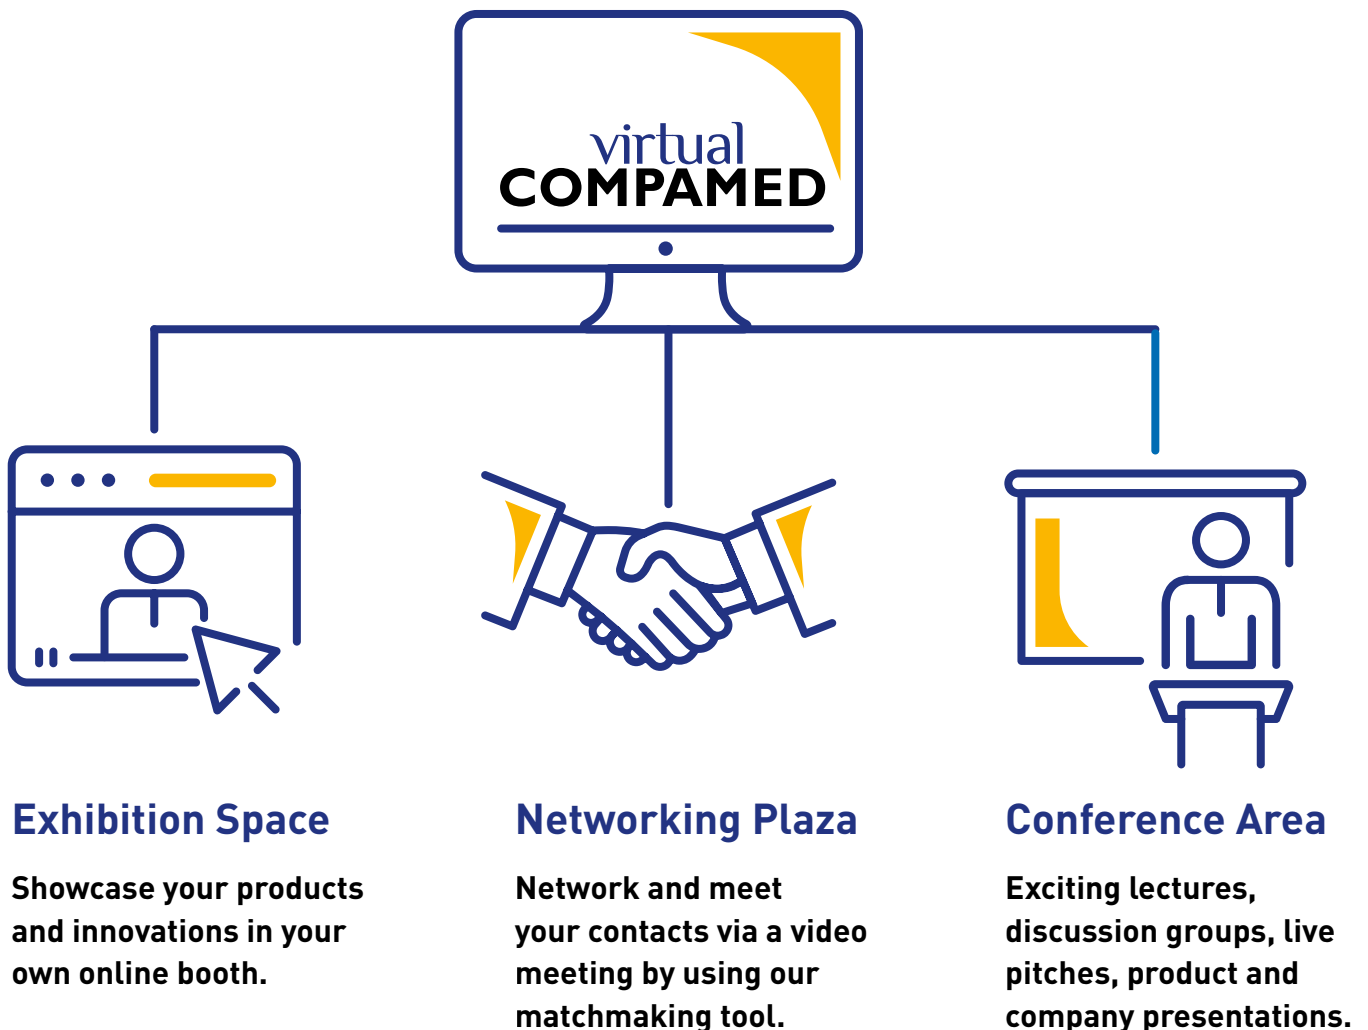 virtual
COMPAMED
Exhibition Space
Showcase your products
and innovations in your
own online booth.
Networking Plaza
Network and meet
your contacts via a video
meeting by using our
matchmaking tool.
Conference Area
Exciting lectures,
discussion groups, live
pitches, product and
company presentations.